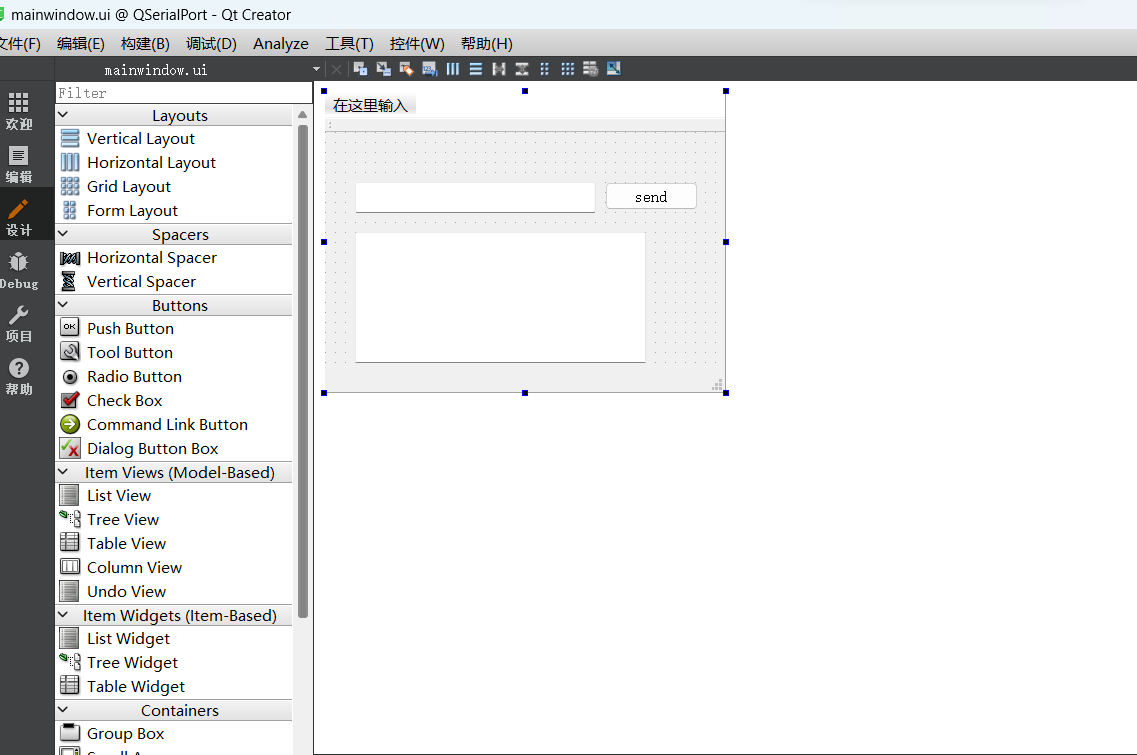 mainwindow.ui @ QSerialPort - Qt Creator
文件(F) 编辑(E) 构建(B) 调试(D) Analyze 工具(T) 控件(W) 帮助(H)
mainwindow.ui
Filter
欢迎
编辑
设计
Debug
项目
帮助
Layouts
Vertical Layout
Horizontal Layout
Grid Layout
Form Layout
Spacers
Horizontal Spacer
Vertical Spacer
Buttons
OK Push Button
Tool Button
Radio Button
Check Box
Command Link Button
Dialog Button Box
Item Views (Model-Based)
List View
Tree View
Table View
Column View
Undo View
Item Widgets (Item-Based)
List Widget
Tree Widget
Table Widget
Containers
Group Box
在这里输入
send